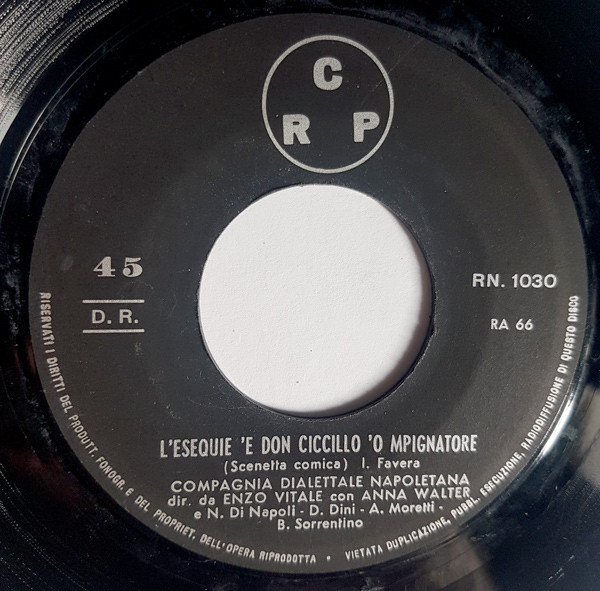 C
R P
45
D. R.
RN. 1030
RA 66
L'ESEQUIE 'E DON CICCILLO 'O MPIGNATORE
(Scenetta comica) I. Favera
COMPAGNIA DIALETTALE NAPOLETANA
dir. da ENZO VITALE con ANNA WALTER
e N. Di Napoli - D. Dini - A. Moretti -
B. Sorrentino
RISERVATI I DIRITTI DEL PRODUTT. FONOGR. E DEL PROPRIET. DELL'OPERA RIPRODOTTA • VIETATA DUPLICAZIONE, PUBBL. ESECUZIONE, RADIODIFFUSIONE DI QUESTO DISCO